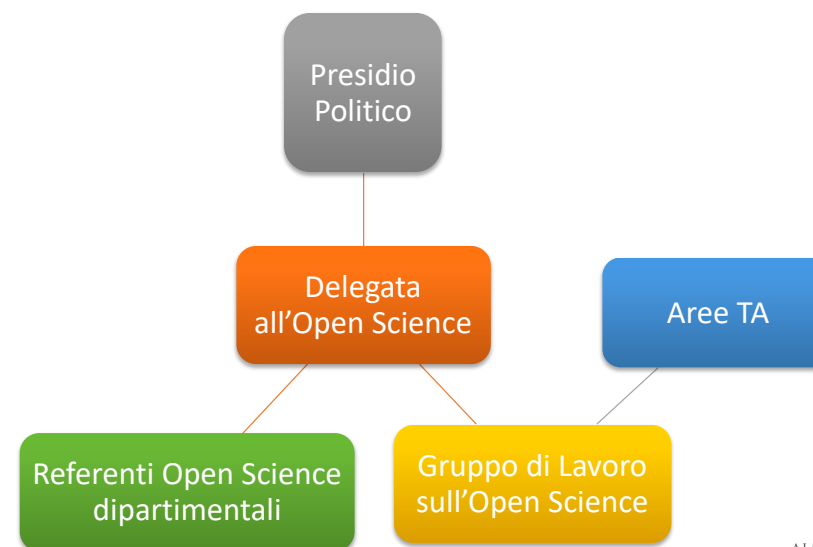 Presidio
Politico
Delegata
all’Open Science
Aree TA
Referenti Open Science
dipartimentali
Gruppo di Lavoro
sull’Open Science